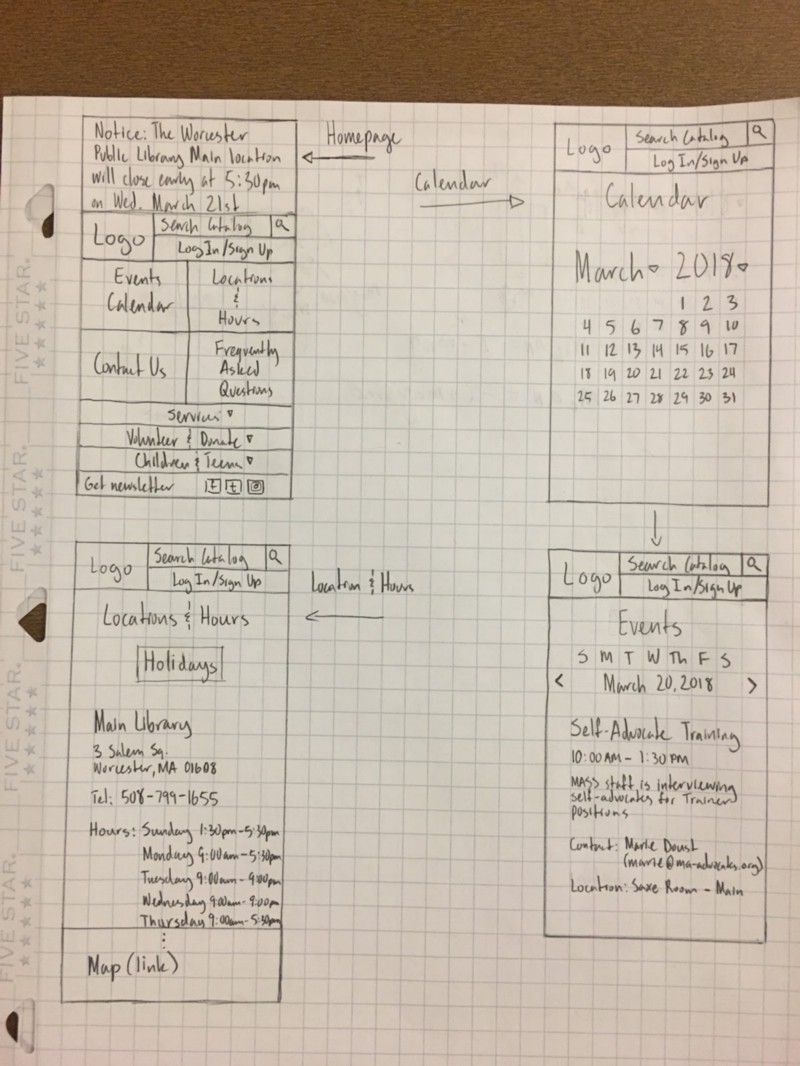 Notice: The Worcester
Public Library Main location
will close early at 5:30pm
on Wed. March 21st
Logo
Search Catalog
Log In/Sign Up
Events
Calendar
Locations
&
Hours
Contact Us
Frequently
Asked
Questions
Services
Volunteer & Donate
Children & Teens
Get newsletter
f t
Homepage
Calendar
Logo
Search Catalog
Log In/Sign Up
Calendar
March 2018
1 2 3
4 5 6 7 8 9 10
11 12 13 14 15 16 17
18 19 20 21 22 23 24
25 26 27 28 29 30 31
Logo
Search Catalog
Log In/Sign Up
Locations & Hours
Holidays
Main Library
3 Salem Sq.
Worcester, MA 01608
Tel: 508-799-1655
Hours: Sunday 1:30pm-5:30pm
Monday 9:00am-5:30pm
Tuesday 9:00am-9:00pm
Wednesday 9:00am-9:00pm
Thursday 9:00am-5:30pm
Map (link)
Location & Hours
Logo
Search Catalog
Log In/Sign Up
Events
S M T W Th F S
< March 20, 2018 >
Self-Advocate Training
10:00AM - 1:30PM
MASS staff is interviewing
self-advocates for Trainer
positions
Contact: Marie Doust
(marie@ma-advocates.org)
Location: Saxe Room - Main
FIVE STAR.
FIVE STAR.
FIVE STAR.
FIVE STAR.